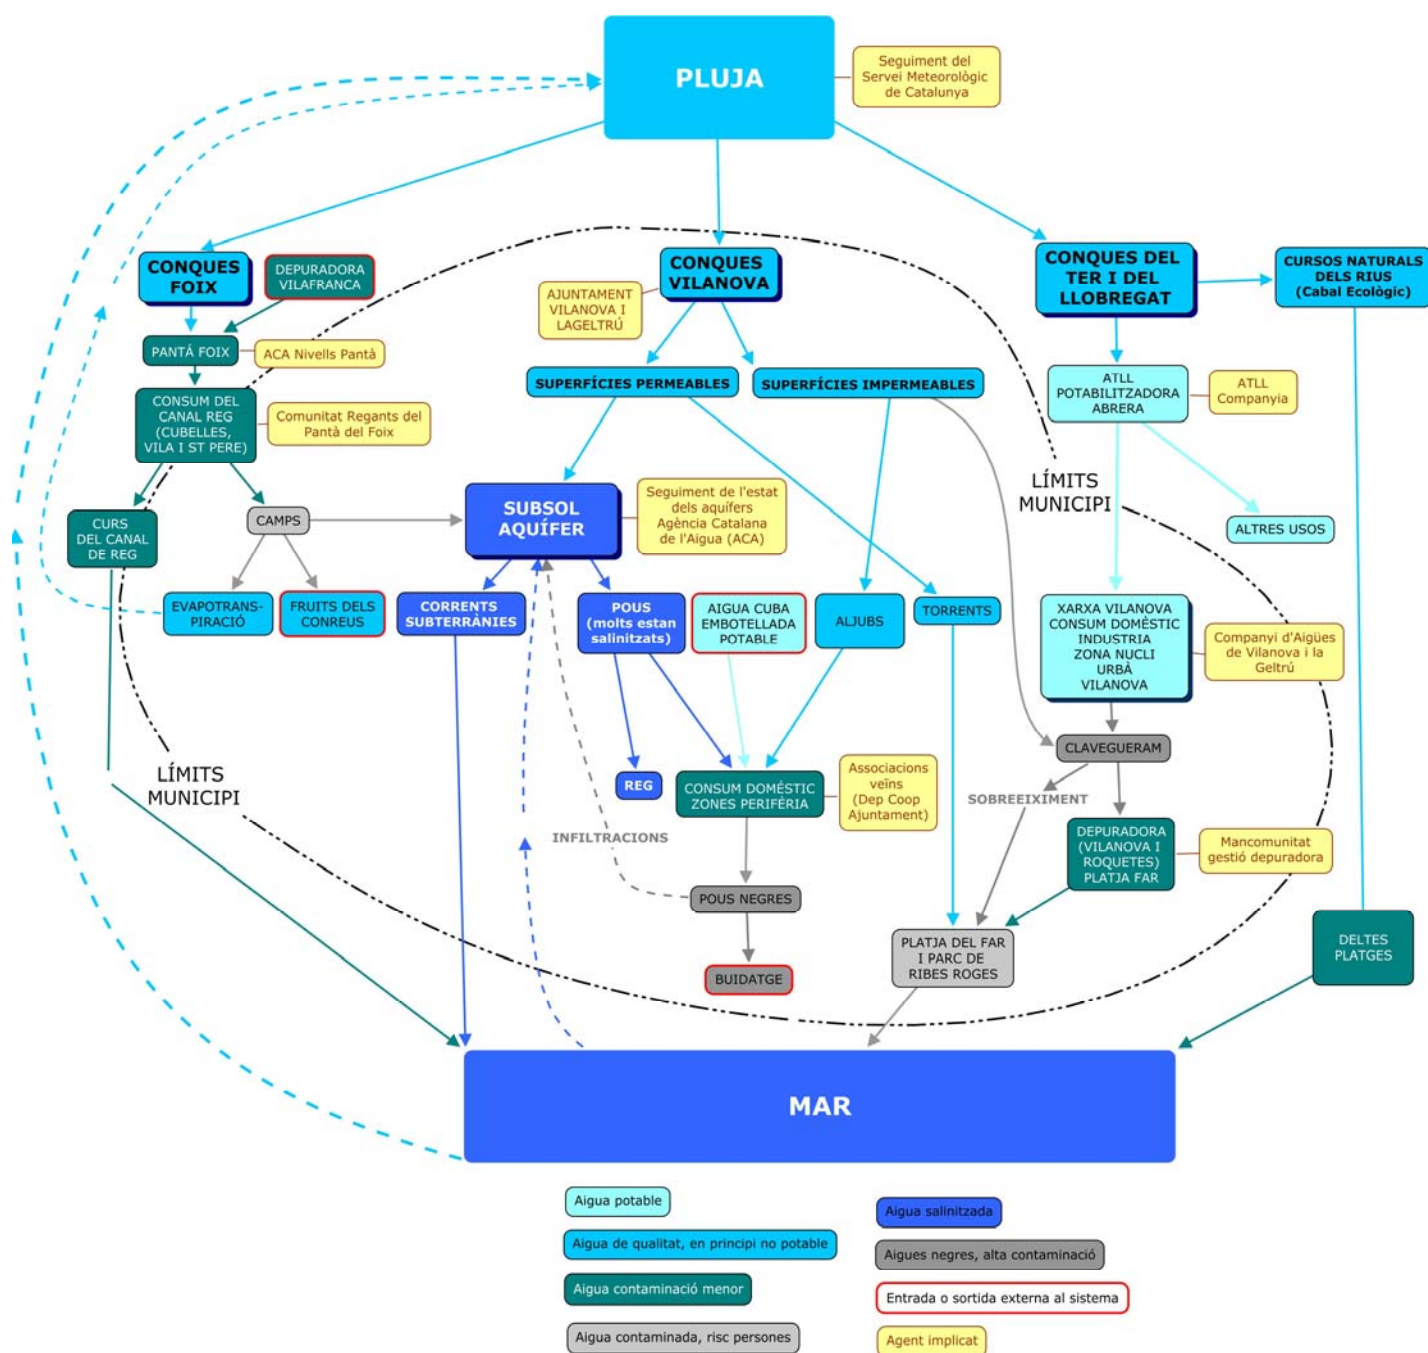 PLUJA
Seguiment del
Servei Meteorològic
de Catalunya
CONQUES
FOIX
DEPURADORA
VILAFRANCA
CONQUES
VILANOVA
AJUNTAMENT
VILANOVA I
LAGELTRÚ
CONQUES DEL
TER I DEL
LLOBREGAT
CURSOS NATURALS
DELS RIUS
(Cabal Ecològic)
PANTÁ FOIX
ACA Nivells Pantà
SUPERFÍCIES PERMEABLES
SUPERFÍCIES IMPERMEABLES
ATLL
POTABILITZADORA
ABRERA
ATLL
Companyia
CONSUM DEL
CANAL REG
(CUBELLES,
VILA I ST PERE)
Comunitat Regants del
Pantà del Foix
LÍMITS
MUNICIPI
CURS
DEL CANAL
DE REG
CAMPS
SUBSOL
AQUÍFER
Seguiment de l'estat
dels aquífers
Agència Catalana
de l'Aigua (ACA)
ALTRES USOS
EVAPOTRANS-
PIRACIÓ
FRUITS DELS
CONREUS
CORRENTS
SUBTERRÀNIES
POUS
(molts estan
salinitzats)
AIGUA CUBA
EMBOTELLADA
POTABLE
ALJUBS
TORRENTS
XARXA VILANOVA
CONSUM DOMÈSTIC
INDUSTRIA
ZONA NUCLI
URBÀ
VILANOVA
Companyi d'Aigües
de Vilanova i la
Geltrú
CLAVEGUERAM
LÍMITS
MUNICIPI
REG
CONSUM DOMÉSTIC
ZONES PERIFÉRIA
Associacions
veïns
(Dep Coop
Ajuntament)
SOBREEIXIMENT
INFILTRACIONS
DEPURADORA
(VILANOVA I
ROQUETES)
PLATJA FAR
Mancomunitat
gestió depuradora
POUS NEGRES
PLATJA DEL FAR
I PARC DE
RIBES ROGES
DELTES
PLATGES
BUIDATGE
MAR
Aigua potable
Aigua de qualitat, en principi no potable
Aigua contaminació menor
Aigua contaminada, risc persones
Aigua salinitzada
Aigues negres, alta contaminació
Entrada o sortida externa al sistema
Agent implicat